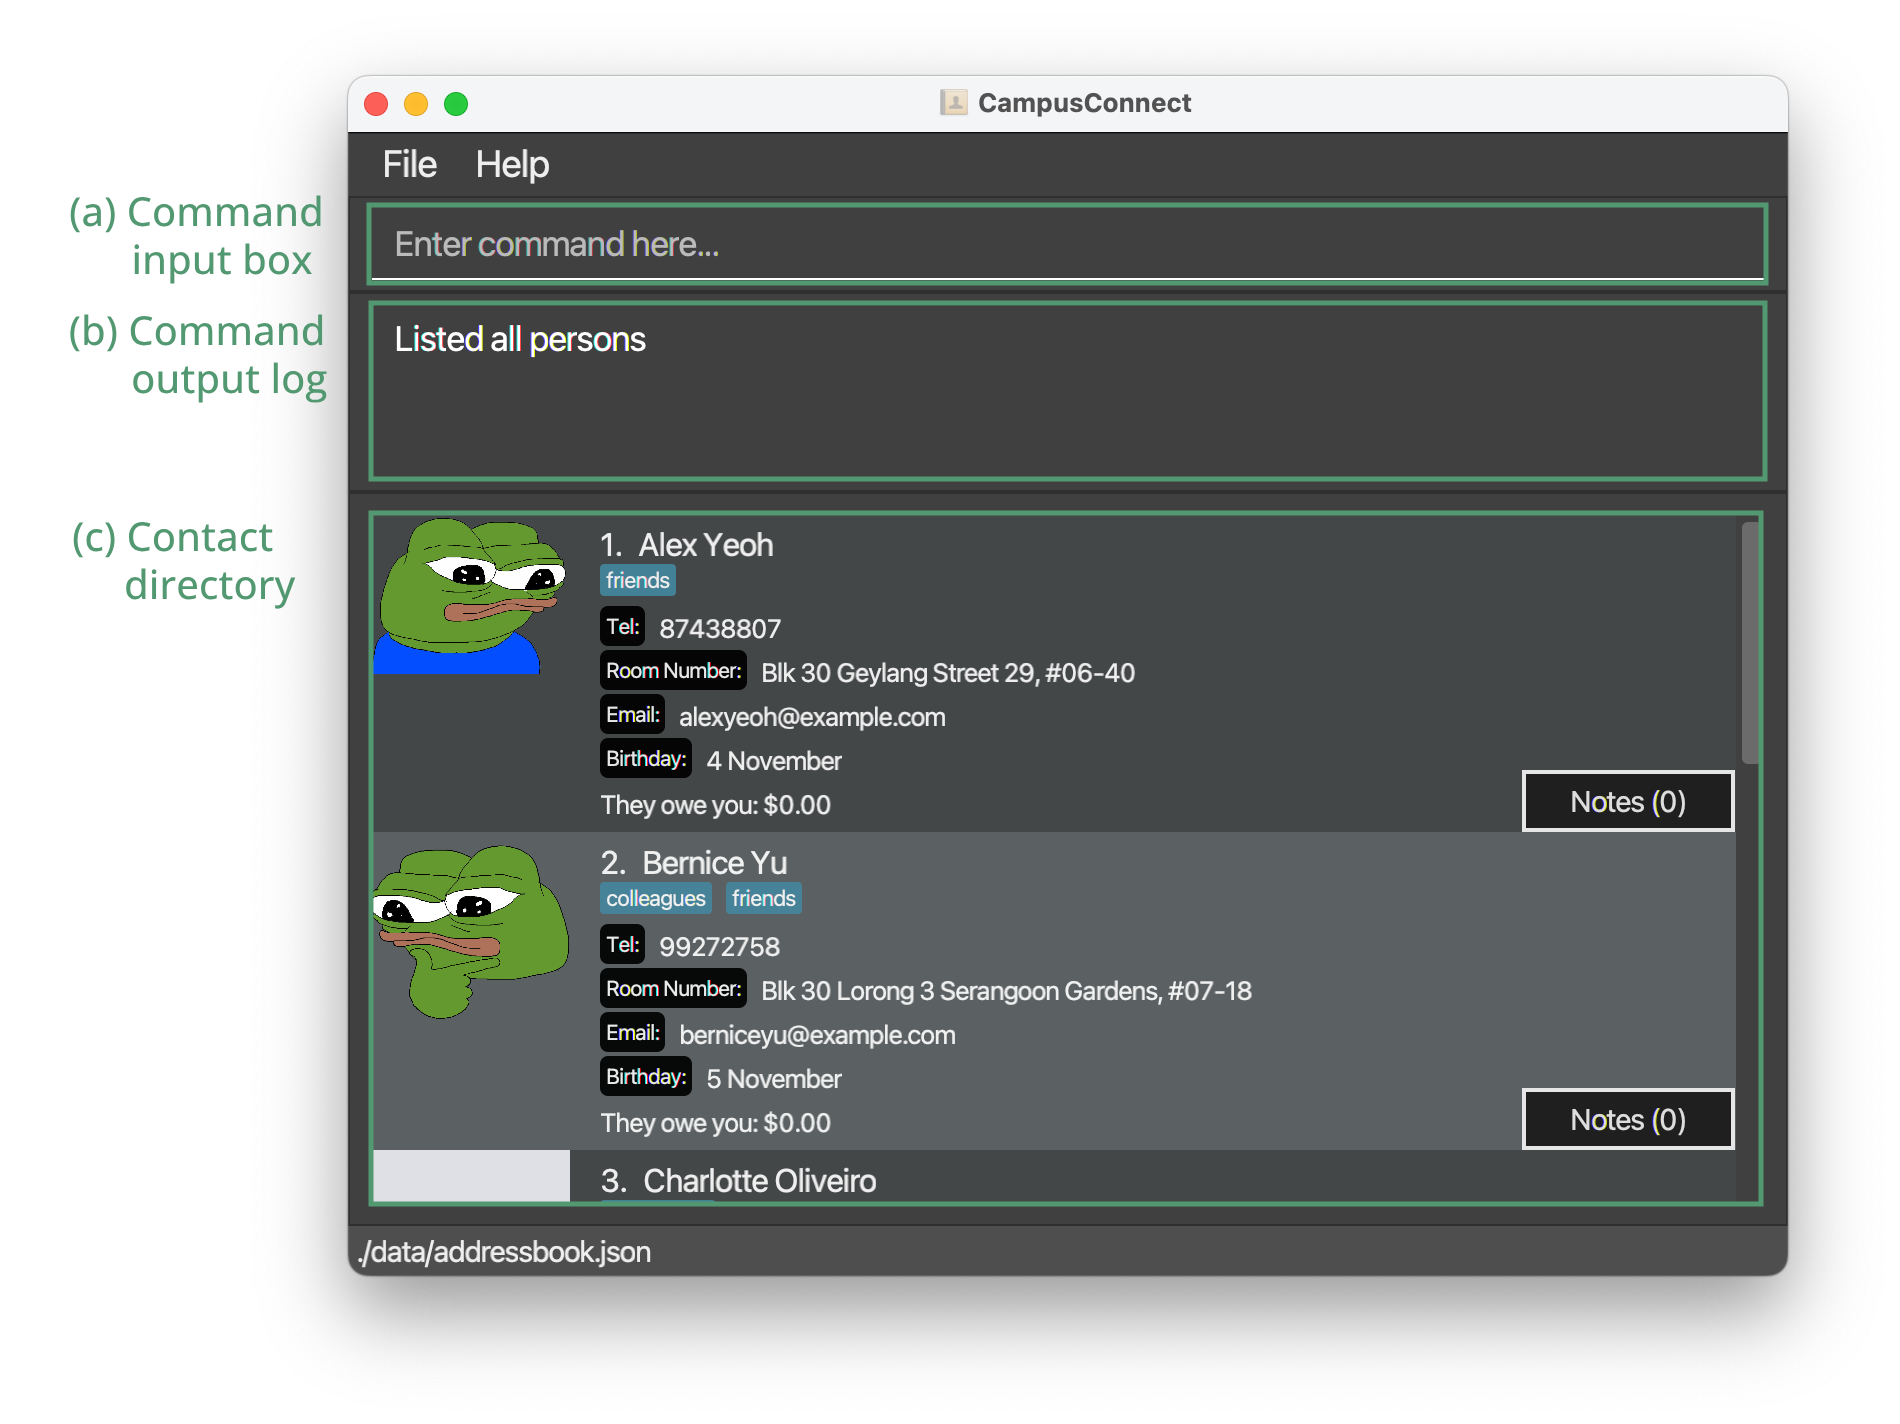 CampusConnect
File Help
(a) Command
input box
Enter command here...
(b) Command
output log
Listed all persons
(c) Contact
directory
1. Alex Yeoh
friends
Tel: 87438807
Room Number: Blk 30 Geylang Street 29, #06-40
Email: alexyeoh@example.com
Birthday: 4 November
They owe you: $0.00
Notes (0)
2. Bernice Yu
colleagues friends
Tel: 99272758
Room Number: Blk 30 Lorong 3 Serangoon Gardens, #07-18
Email: berniceyu@example.com
Birthday: 5 November
They owe you: $0.00
Notes (0)
3. Charlotte Oliveiro
./data/addressbook.json